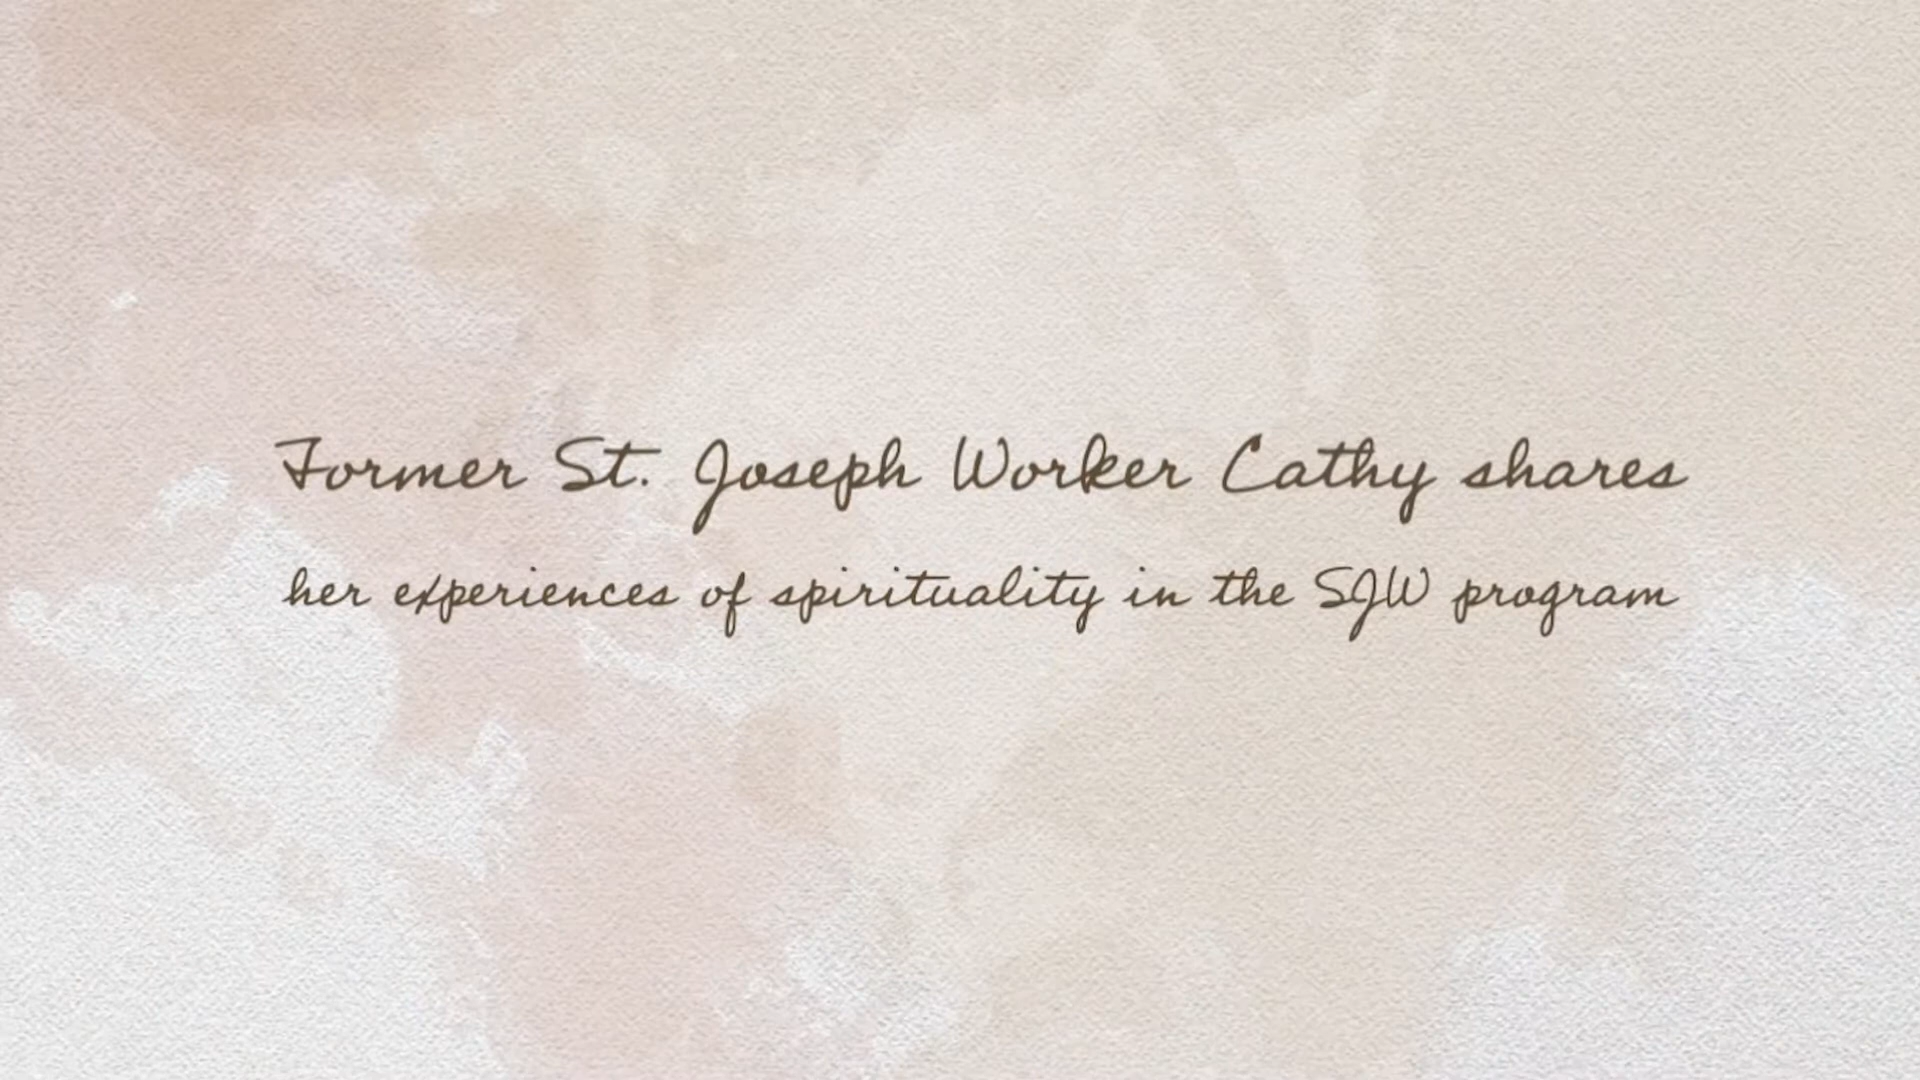 Former St. Joseph Worker Cathy shares
her experiences of spirituality in the SJW program